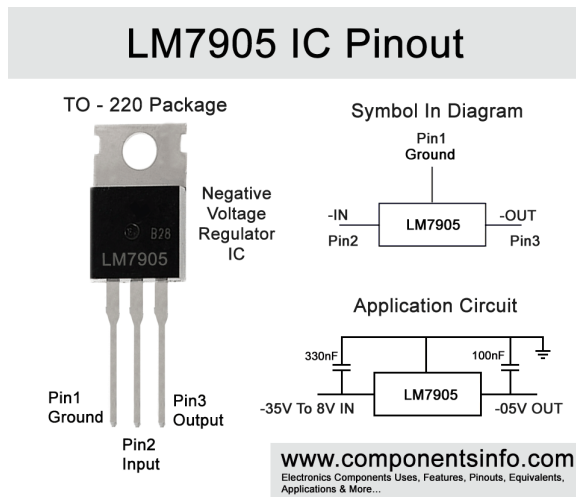 LM7905 IC Pinout
TO - 220 Package
B28
LM7905
Negative
Voltage
Regulator
IC
Pin1
Ground
Pin2
Input
Pin3
Output
Symbol In Diagram
Pin1
Ground
-IN
LM7905
-OUT
Pin2
Pin3
Application Circuit
330nF
100nF
LM7905
-35V To 8V IN
-05V OUT
www.componentsinfo.com
Electronics Components Uses, Features, Pinouts, Equivalents,
Applications & More...